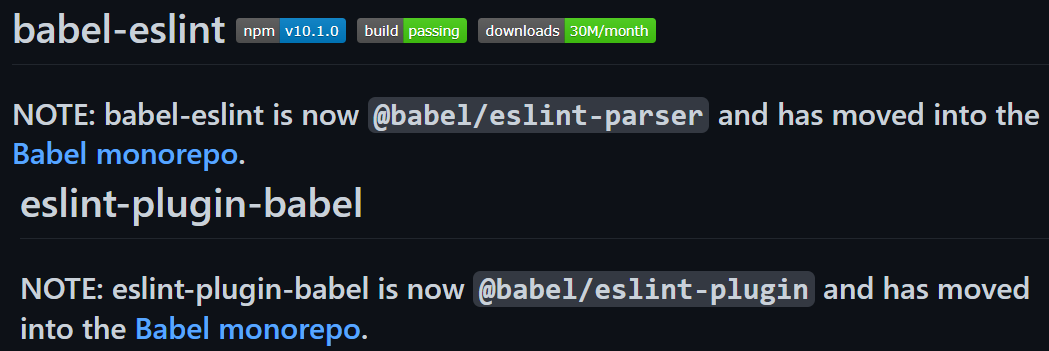 babel-eslint npm v10.1.0 build passing downloads 30M/month
NOTE: babel-eslint is now @babel/eslint-parser and has moved into the
Babel monorepo.
eslint-plugin-babel
NOTE: eslint-plugin-babel is now @babel/eslint-plugin and has moved
into the Babel monorepo.